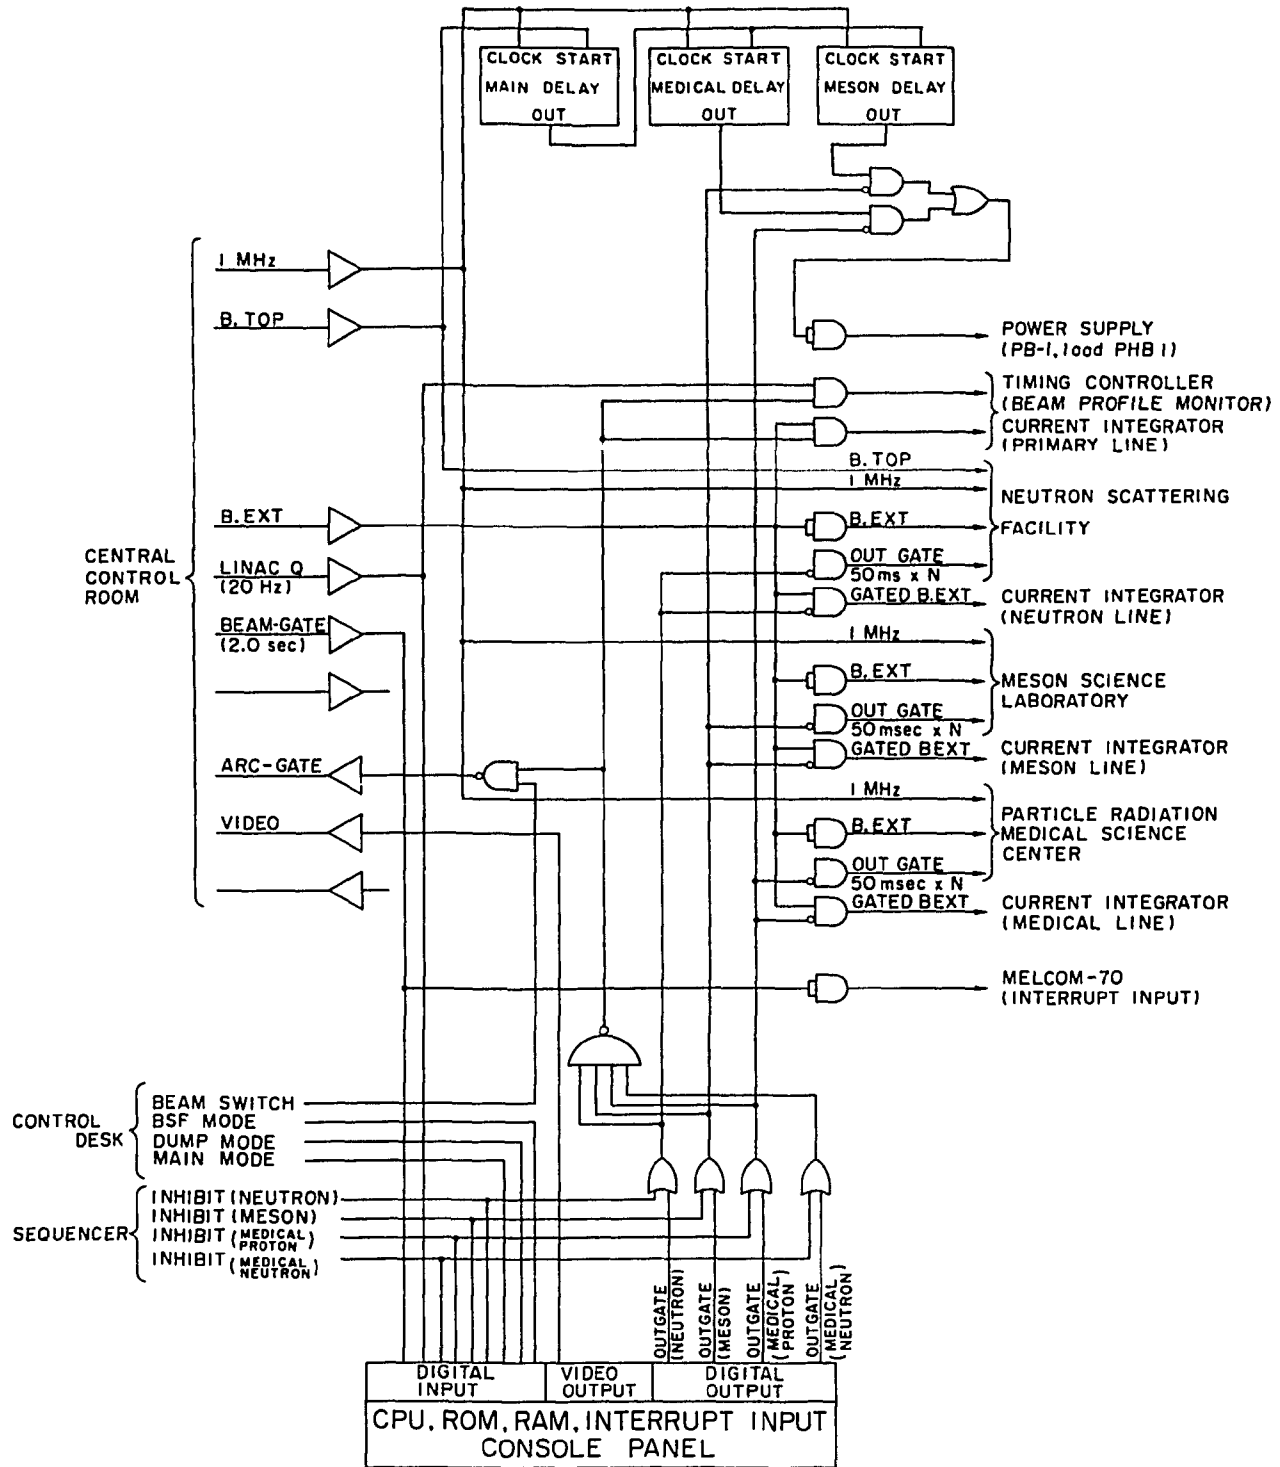 CLOCK START
MAIN DELAY
OUT
CLOCK START
MEDICAL DELAY
OUT
CLOCK START
MESON DELAY
OUT
CENTRAL
CONTROL
ROOM
1 MHz
B. TOP
B.EXT
LINAC Q
(20 Hz)
BEAM-GATE
(2.0 sec)
ARC-GATE
VIDEO
POWER SUPPLY
(PB-1, load PHB 1)
TIMING CONTROLLER
(BEAM PROFILE MONITOR)
CURRENT INTEGRATOR
(PRIMARY LINE)
B. TOP
1 MHz
B.EXT
OUT GATE
50ms x N
NEUTRON SCATTERING
FACILITY
GATED B.EXT
CURRENT INTEGRATOR
(NEUTRON LINE)
1 MHz
B. EXT
OUT GATE
50msec x N
MESON SCIENCE
LABORATORY
GATED BEXT
CURRENT INTEGRATOR
(MESON LINE)
1 MHz
B.EXT
OUT GATE
50msec x N
PARTICLE RADIATION
MEDICAL SCIENCE
CENTER
GATED BEXT
CURRENT INTEGRATOR
(MEDICAL LINE)
MELCOM-70
(INTERRUPT INPUT)
CONTROL
DESK
BEAM SWITCH
BSF MODE
DUMP MODE
MAIN MODE
SEQUENCER
INHIBIT (NEUTRON)
INHIBIT (MESON)
INHIBIT (MEDICAL PROTON)
INHIBIT (MEDICAL NEUTRON)
OUTGATE
(NEUTRON)
OUTGATE
(MESON)
OUTGATE
(MEDICAL PROTON)
OUTGATE
(MEDICAL NEUTRON)
DIGITAL
INPUT
VIDEO
OUTPUT
DIGITAL
OUTPUT
CPU, ROM, RAM, INTERRUPT INPUT
CONSOLE PANEL